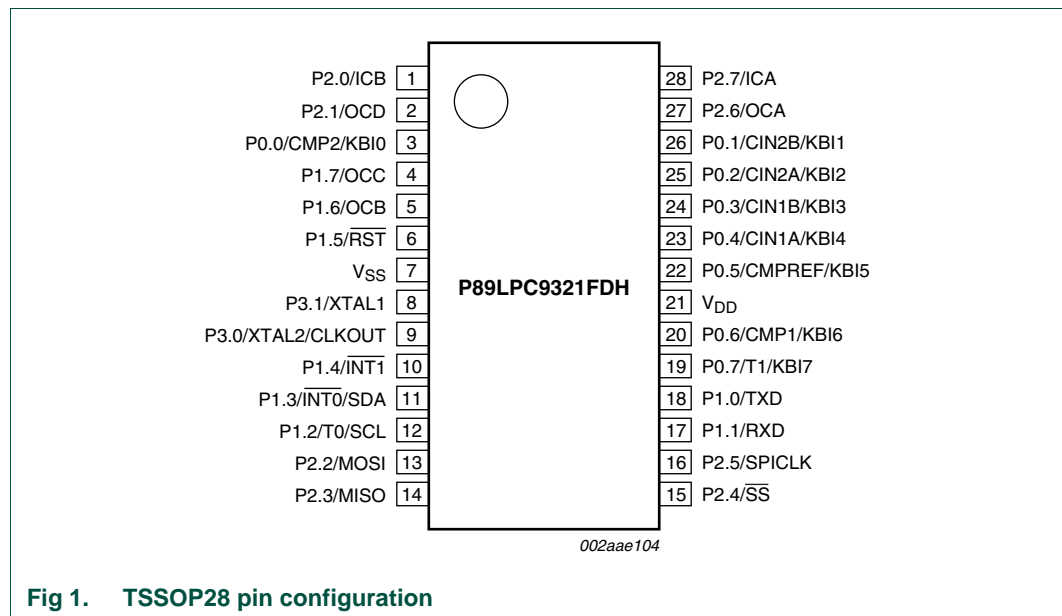 P2.0/ICB 1 28 P2.7/ICA
P2.1/OCD 2 27 P2.6/OCA
P0.0/CMP2/KBI0 3 26 P0.1/CIN2B/KBI1
P1.7/OCC 4 25 P0.2/CIN2A/KBI2
P1.6/OCB 5 24 P0.3/CIN1B/KBI3
P1.5/R̅S̅T̅ 6 23 P0.4/CIN1A/KBI4
VSS 7 22 P0.5/CMPREF/KBI5
P89LPC9321FDH
P3.1/XTAL1 8 21 VDD
P3.0/XTAL2/CLKOUT 9 20 P0.6/CMP1/KBI6
P1.4/I̅N̅T̅1̅ 10 19 P0.7/T1/KBI7
P1.3/I̅N̅T̅0̅/SDA 11 18 P1.0/TXD
P1.2/T0/SCL 12 17 P1.1/RXD
P2.2/MOSI 13 16 P2.5/SPICLK
P2.3/MISO 14 15 P2.4/S̅S̅
002aae104
Fig 1. TSSOP28 pin configuration